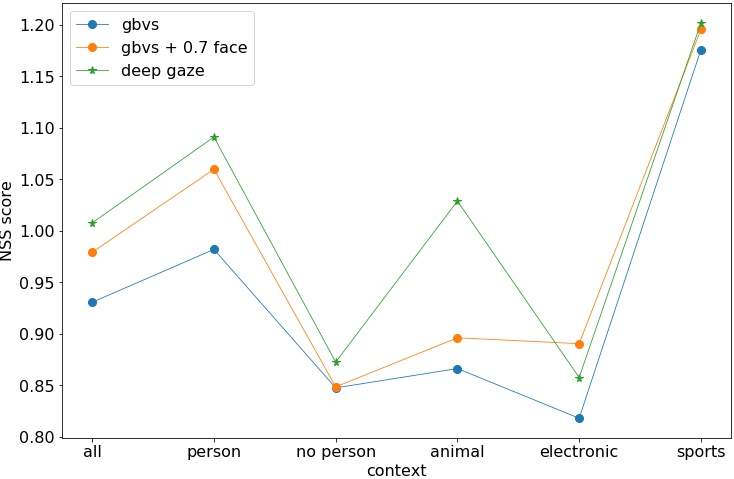 gbvs
gbvs + 0.7 face
deep gaze
1.20
1.15
1.10
1.05
1.00
0.95
0.90
0.85
0.80
NSS score
all person no person animal electronic sports
context